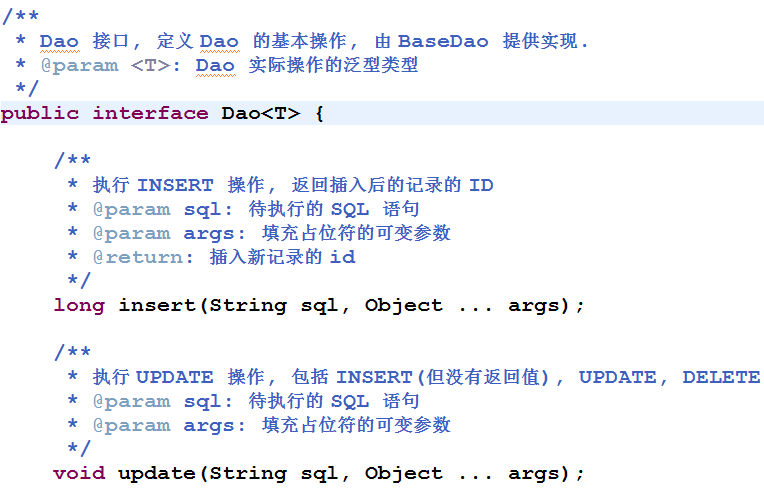 /**
 * Dao 接口, 定义 Dao 的基本操作, 由 BaseDao 提供实现.
 * @param <T>: Dao 实际操作的泛型类型
 */
public interface Dao<T> {
/**
 * 执行 INSERT 操作, 返回插入后的记录的 ID
 * @param sql: 待执行的 SQL 语句
 * @param args: 填充占位符的可变参数
 * @return: 插入新记录的 id
 */
long insert(String sql, Object ... args);
/**
 * 执行 UPDATE 操作, 包括 INSERT(但没有返回值), UPDATE, DELETE
 * @param sql: 待执行的 SQL 语句
 * @param args: 填充占位符的可变参数
 */
void update(String sql, Object ... args);